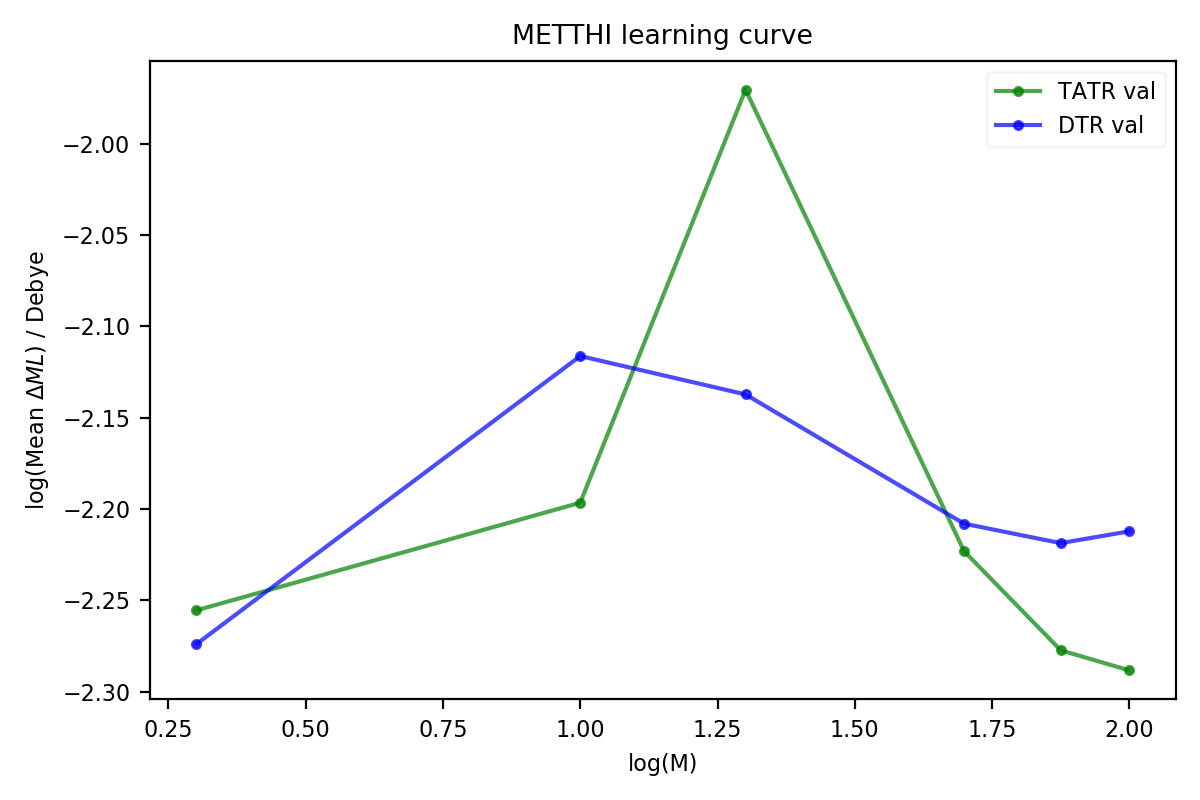 METTHI learning curve
TATR val
DTR val
−2.00
−2.05
−2.10
−2.15
−2.20
−2.25
−2.30
log(Mean ΔML) / Debye
0.25 0.50 0.75 1.00 1.25 1.50 1.75 2.00
log(M)